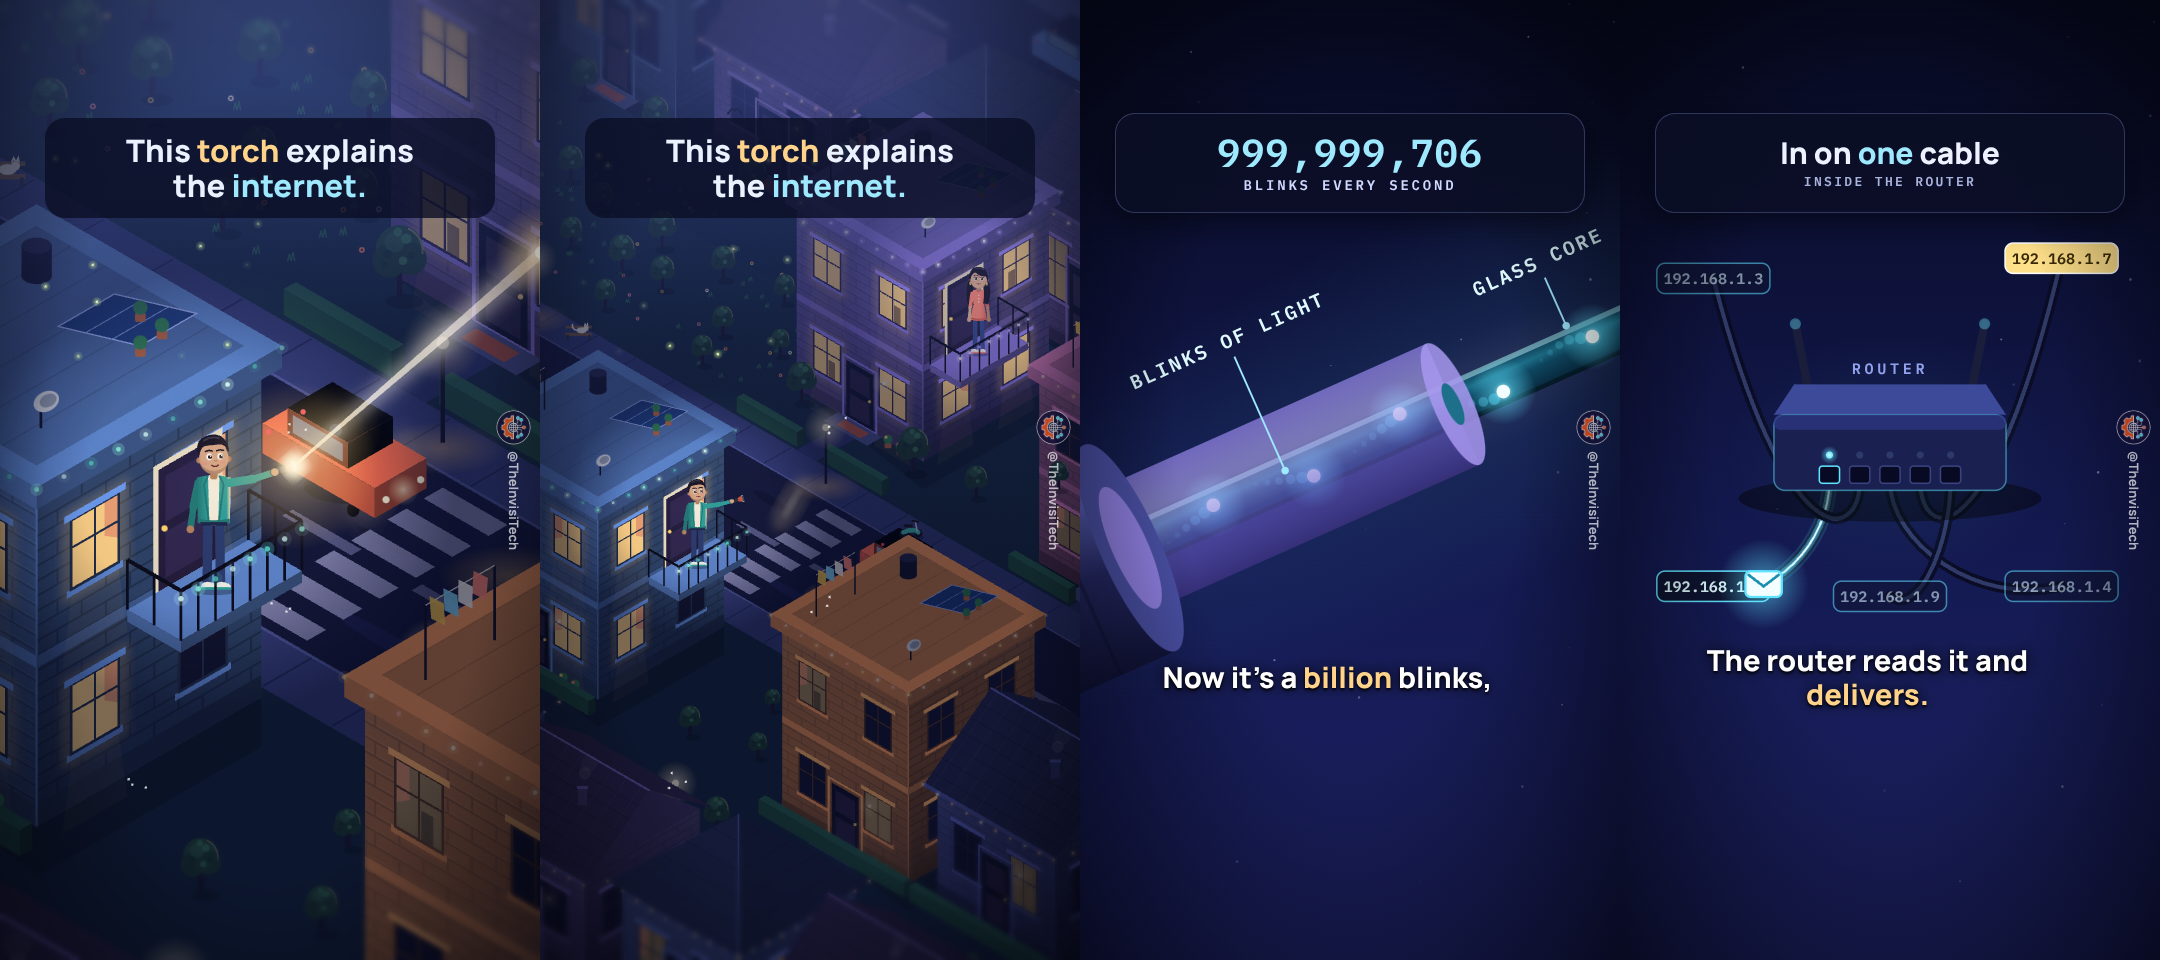 This torch explains
the internet.
@TheInvisiTech
This torch explains
the internet.
@TheInvisiTech
999,999,706
BLINKS EVERY SECOND
GLASS CORE
BLINKS OF LIGHT
@TheInvisiTech
Now it's a billion blinks,
In on one cable
INSIDE THE ROUTER
192.168.1.7
192.168.1.3
ROUTER
@TheInvisiTech
192.168.1
192.168.1.9
192.168.1.4
The router reads it and
delivers.